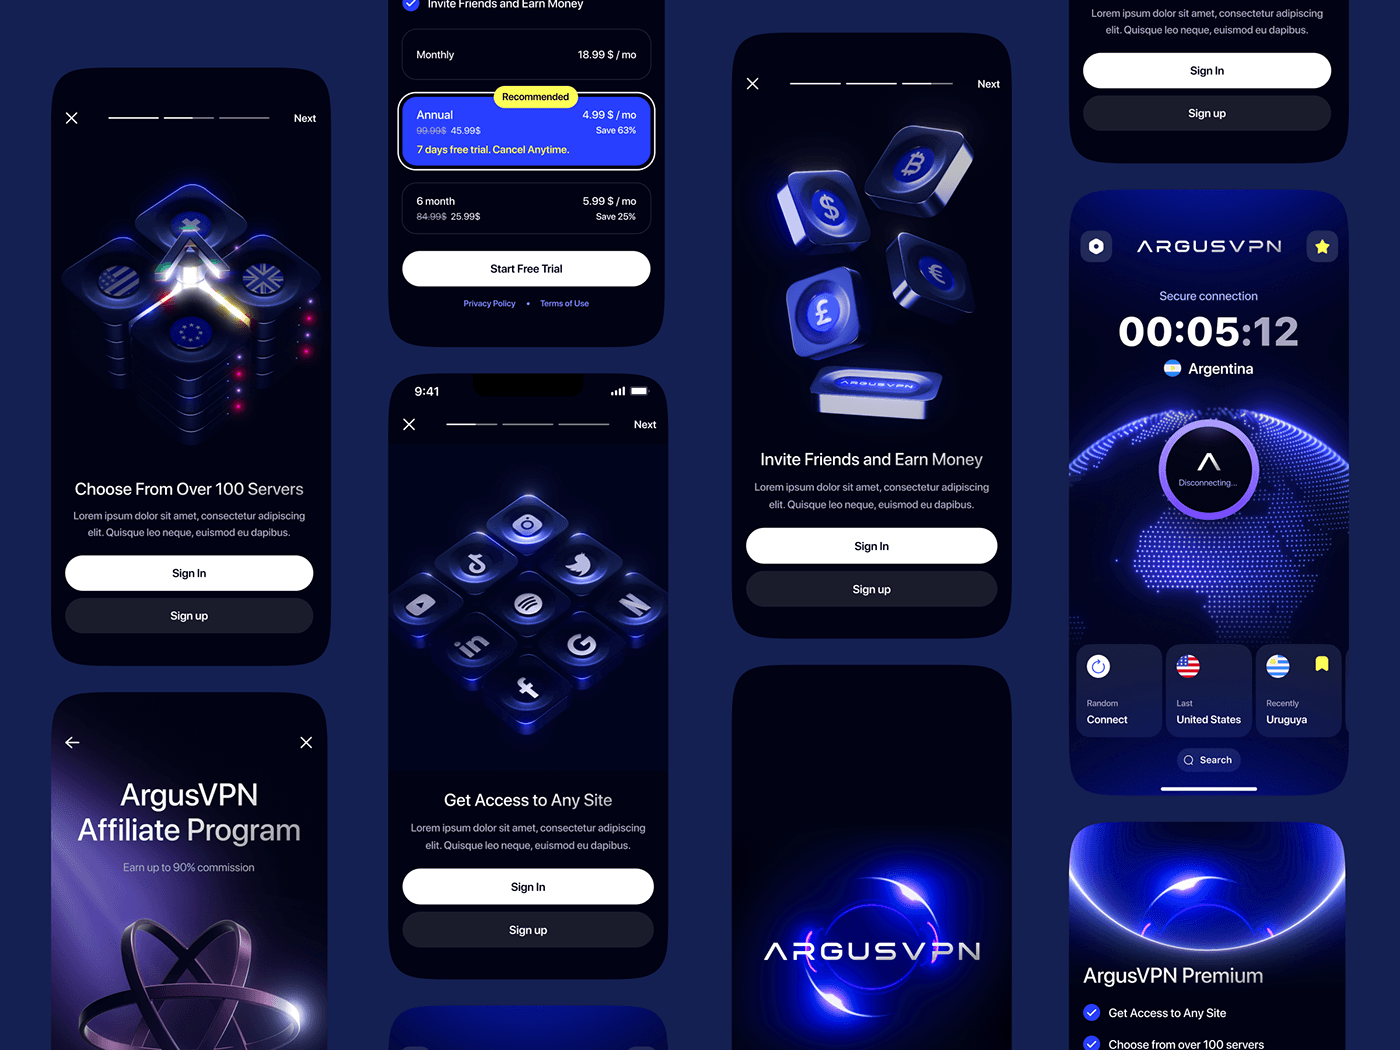 Next
Choose From Over 100 Servers
Lorem ipsum dolor sit amet, consectetur adipiscing
elit. Quisque leo neque, euismod eu dapibus.
Sign In
Sign up
ArgusVPN
Affiliate Program
Earn up to 90% commission
Invite Friends and Earn Money
Monthly 18.99 $ / mo
Recommended
Annual 4.99 $ / mo
99.99$ 45.99$ Save 63%
7 days free trial. Cancel Anytime.
6 month 5.99 $ / mo
84.99$ 25.99$ Save 25%
Start Free Trial
Privacy Policy • Terms of Use
9:41
Next
Get Access to Any Site
Lorem ipsum dolor sit amet, consectetur adipiscing
elit. Quisque leo neque, euismod eu dapibus.
Sign In
Sign up
Next
ARGUSVPN
Invite Friends and Earn Money
Lorem ipsum dolor sit amet, consectetur adipiscing
elit. Quisque leo neque, euismod eu dapibus.
Sign In
Sign up
ARGUSVPN
Lorem ipsum dolor sit amet, consectetur adipiscing
elit. Quisque leo neque, euismod eu dapibus.
Sign In
Sign up
ARGUSVPN
Secure connection
00:05:12
Argentina
Disconnecting...
Random
Connect
Last
United States
Recently
Uruguya
Search
ArgusVPN Premium
Get Access to Any Site
Choose from over 100 servers